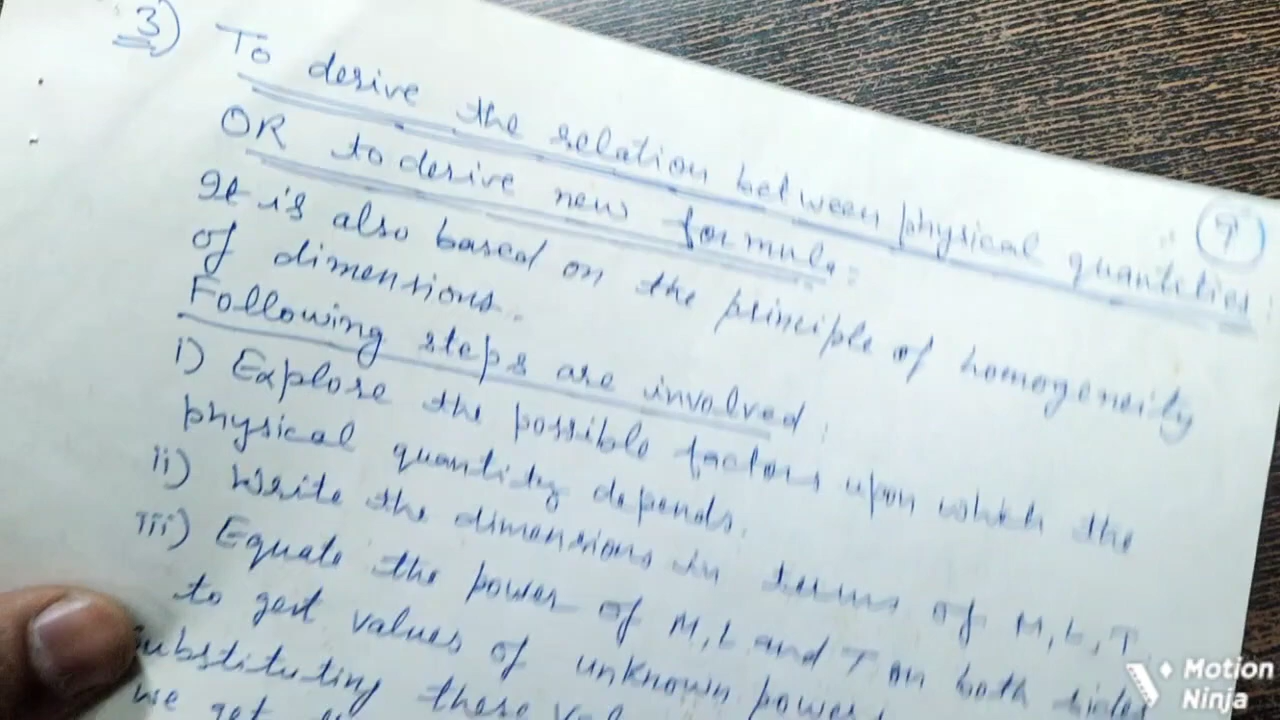 3) To derive the relation between physical quantities:
9
OR to derive new formula:
It is also based on the principle of homogeneity
of dimensions.
Following steps are involved:
i) Explore the possible factors upon which the
physical quantity depends.
ii) Write the dimensions in terms of M, L, T
iii) Equate the power of M, L and T on both sides
to get values of unknown powers
Substituting these
we get
Motion
Ninja